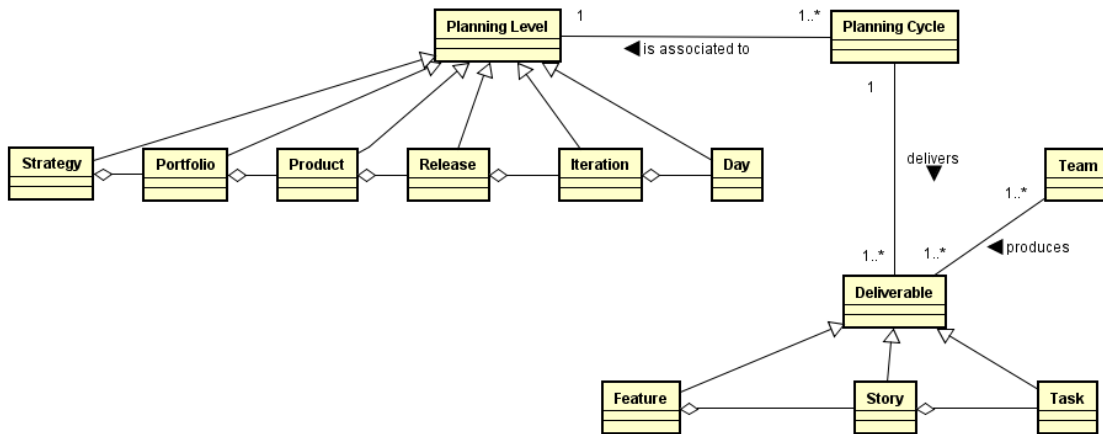 Planning Level
1
1..*
Planning Cycle
is associated to
1
Strategy
Portfolio
Product
Release
Iteration
Day
delivers
Team
1..*
produces
1..*
1..*
Deliverable
Feature
Story
Task